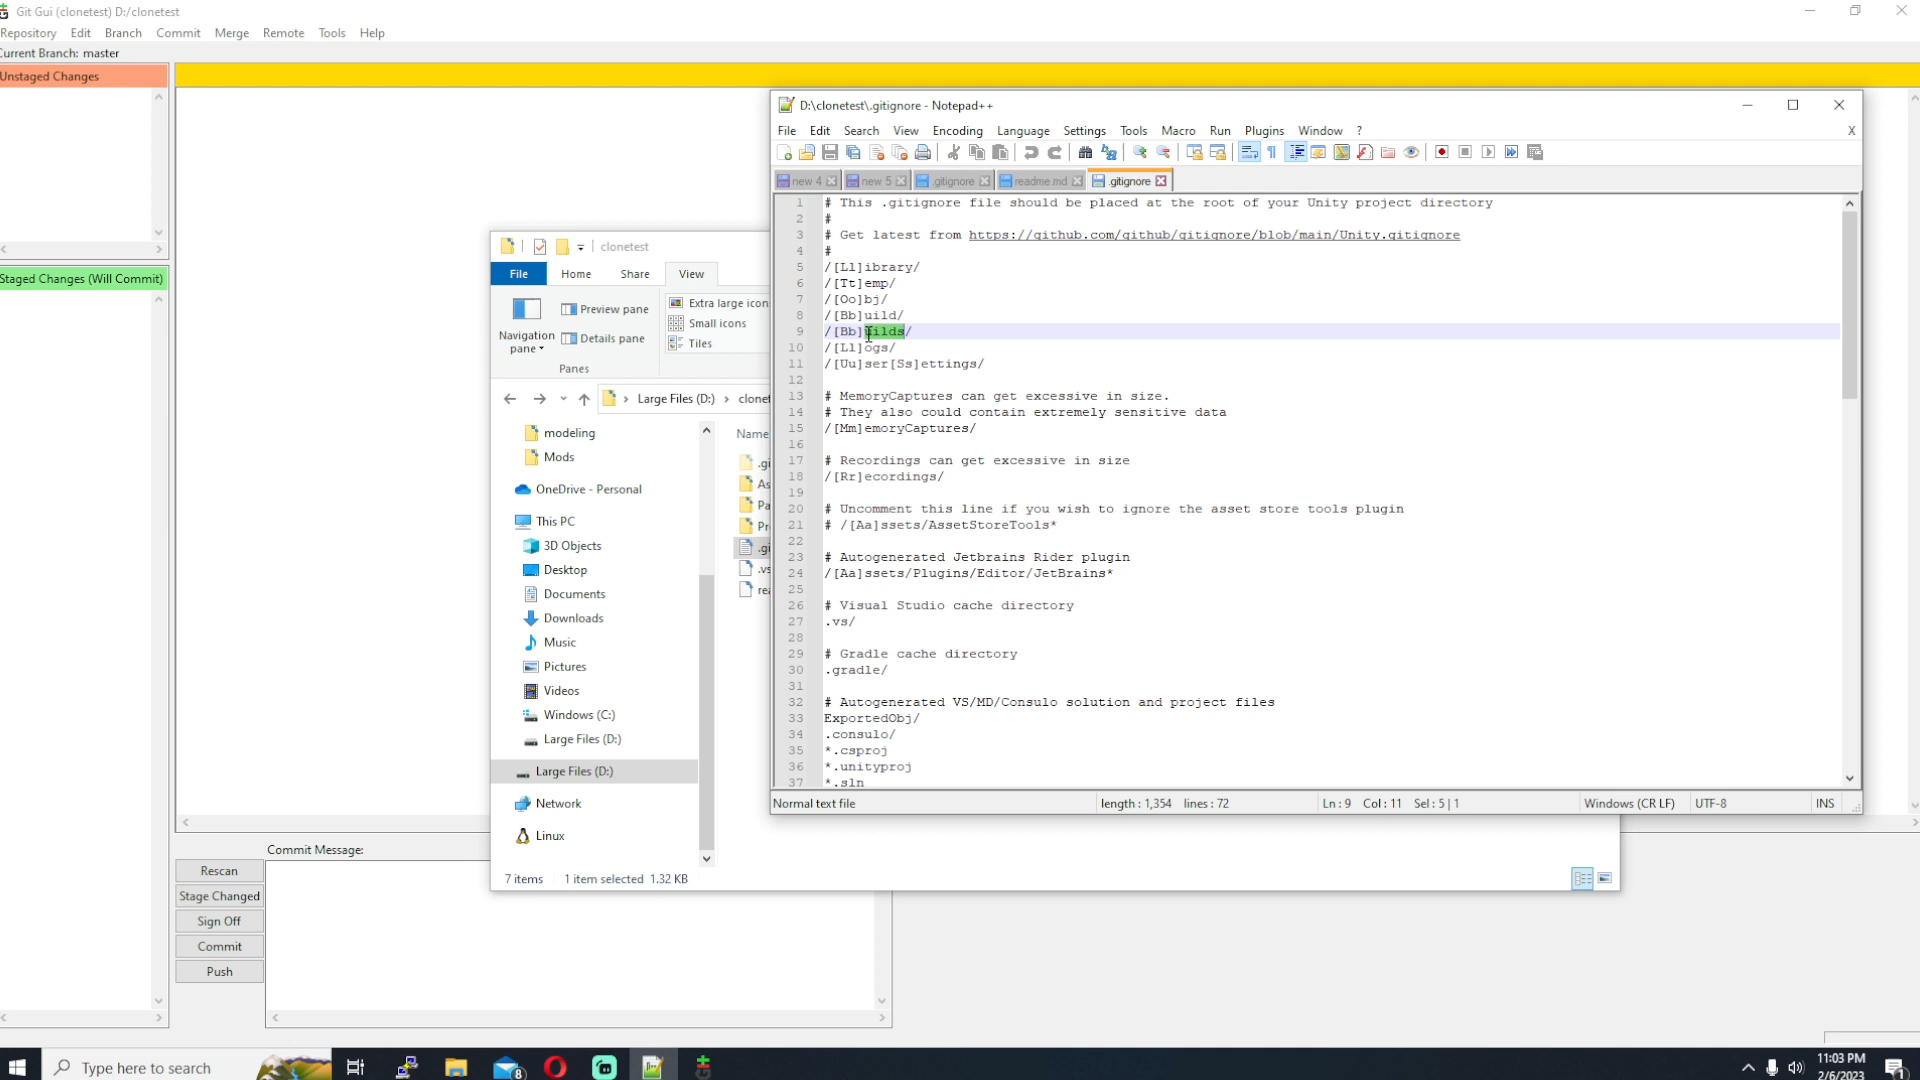 Git Gui (clonetest) D:/clonetest
Repository Edit Branch Commit Merge Remote Tools Help
Current Branch: master
Unstaged Changes
Staged Changes (Will Commit)
D:\clonetest\.gitignore - Notepad++
File Edit Search View Encoding Language Settings Tools Macro Run Plugins Window ?
X
new 4 new 5 .gitignore readme.md .gitignore
1 # This .gitignore file should be placed at the root of your Unity project directory
2 #
3 # Get latest from https://github.com/github/gitignore/blob/main/Unity.gitignore
4 #
5 /[Ll]ibrary/
6 /[Tt]emp/
7 /[Oo]bj/
8 /[Bb]uild/
9 /[Bb]uilds/
10 /[Ll]ogs/
11 /[Uu]ser[Ss]ettings/
12
13 # MemoryCaptures can get excessive in size.
14 # They also could contain extremely sensitive data
15 /[Mm]emoryCaptures/
16
17 # Recordings can get excessive in size
18 /[Rr]ecordings/
19
20 # Uncomment this line if you wish to ignore the asset store tools plugin
21 # /[Aa]ssets/AssetStoreTools*
22
23 # Autogenerated Jetbrains Rider plugin
24 /[Aa]ssets/Plugins/Editor/JetBrains*
25
26 # Visual Studio cache directory
27 .vs/
28
29 # Gradle cache directory
30 .gradle/
31
32 # Autogenerated VS/MD/Consulo solution and project files
33 ExportedObj/
34 .consulo/
35 *.csproj
36 *.unityproj
37 *.sln
Normal text file length : 1,354 lines : 72 Ln : 9 Col : 11 Sel : 5 | 1 Windows (CR LF) UTF-8 INS
clonetest
File Home Share View
Navigation pane
Preview pane
Details pane
Panes
Extra large icon
Small icons
Tiles
Large Files (D:) › clonet
Name
.gi
As
Pa
Pr
.gi
.vs
rea
modeling
Mods
OneDrive - Personal
This PC
3D Objects
Desktop
Documents
Downloads
Music
Pictures
Videos
Windows (C:)
Large Files (D:)
Large Files (D:)
Network
Linux
7 items 1 item selected 1.32 KB
Commit Message:
Rescan
Stage Changed
Sign Off
Commit
Push
Type here to search
8
11:03 PM
2/6/2023
1